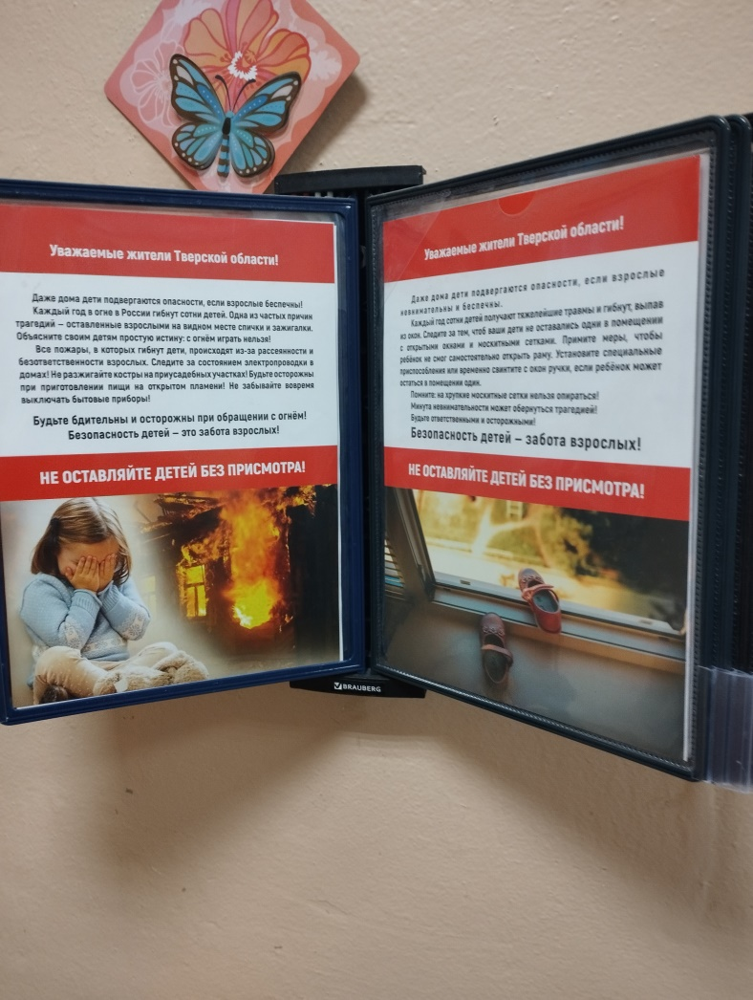 Уважаемые жители Тверской области!
Даже дома дети подвергаются опасности, если взрослые беспечны!
Каждый год в огне в России гибнут сотни детей. Одна из частых причин
трагедий – оставленные взрослыми на видном месте спички и зажигалки.
Объясните своим детям простую истину: с огнём играть нельзя!
Все пожары, в которых гибнут дети, происходят из-за рассеянности и
безответственности взрослых. Следите за состоянием электропроводки в
домах! Не разжигайте костры на приусадебных участках! Будьте осторожны
при приготовлении пищи на открытом пламени! Не забывайте вовремя
выключать бытовые приборы!
Будьте бдительны и осторожны при обращении с огнём!
Безопасность детей – это забота взрослых!
НЕ ОСТАВЛЯЙТЕ ДЕТЕЙ БЕЗ ПРИСМОТРА!
Уважаемые жители Тверской области!
Даже дома дети подвергаются опасности, если взрослые
невнимательны и беспечны.
Каждый год сотни детей получают тяжелейшие травмы и гибнут, выпав
из окон. Следите за тем, чтоб ваши дети не оставались одни в помещении
с открытыми окнами и москитными сетками. Примите меры, чтобы
ребёнок не смог самостоятельно открыть раму. Установите специальные
приспособления или временно свинтите с окон ручки, если ребёнок может
остаться в помещении один.
Помните: на хрупкие москитные сетки нельзя опираться!
Минута невнимательности может обернуться трагедией!
Будьте ответственными и осторожными!
Безопасность детей – забота взрослых!
НЕ ОСТАВЛЯЙТЕ ДЕТЕЙ БЕЗ ПРИСМОТРА!
BRAUBERG